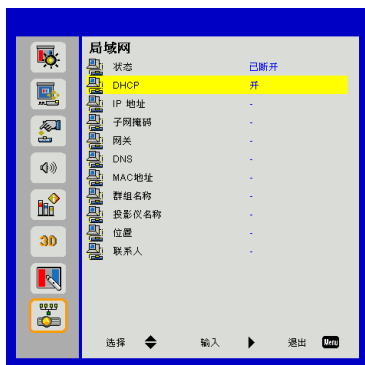 局域网
状态 已断开
DHCP 开
IP 地址 -
子网掩码 -
网关 -
DNS -
MAC地址 -
群组名称 -
投影仪名称 -
位置 -
联系人 -
3D
选择 输入 退出 Menu